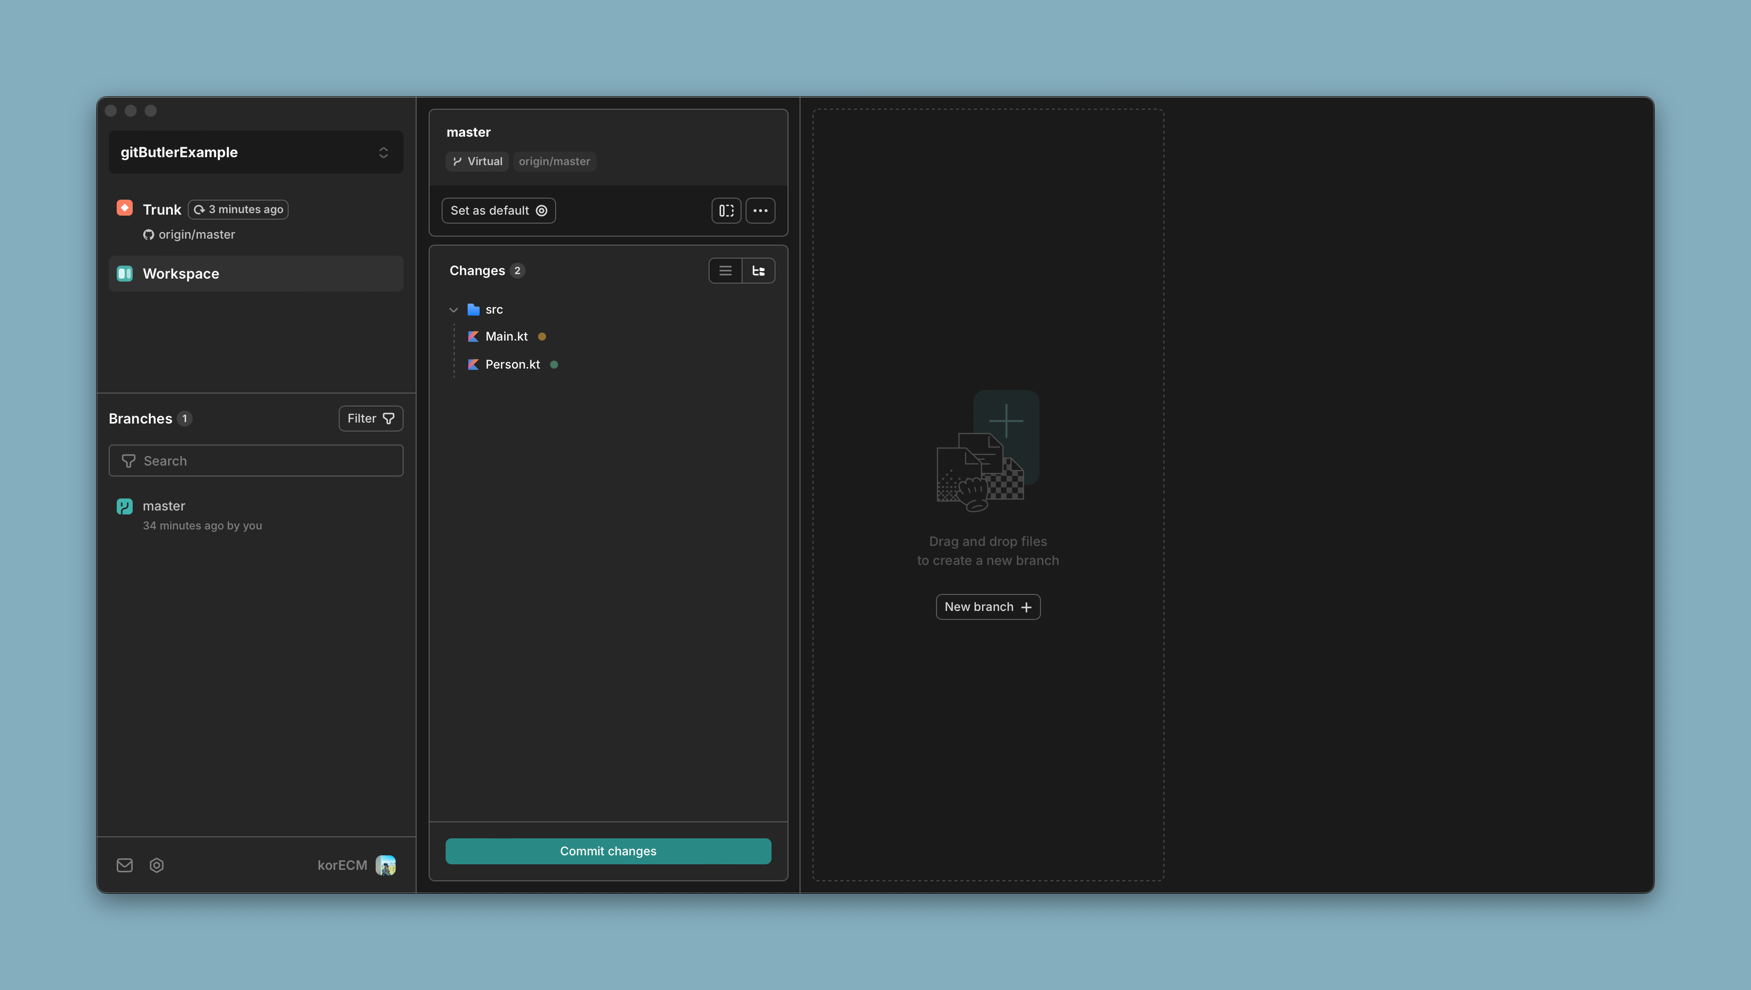 gitButlerExample
Trunk 3 minutes ago
origin/master
Workspace
Branches 1
Filter
Search
master
34 minutes ago by you
korECM
master
Virtual origin/master
Set as default
Changes 2
src
Main.kt
Person.kt
Commit changes
Drag and drop files
to create a new branch
New branch